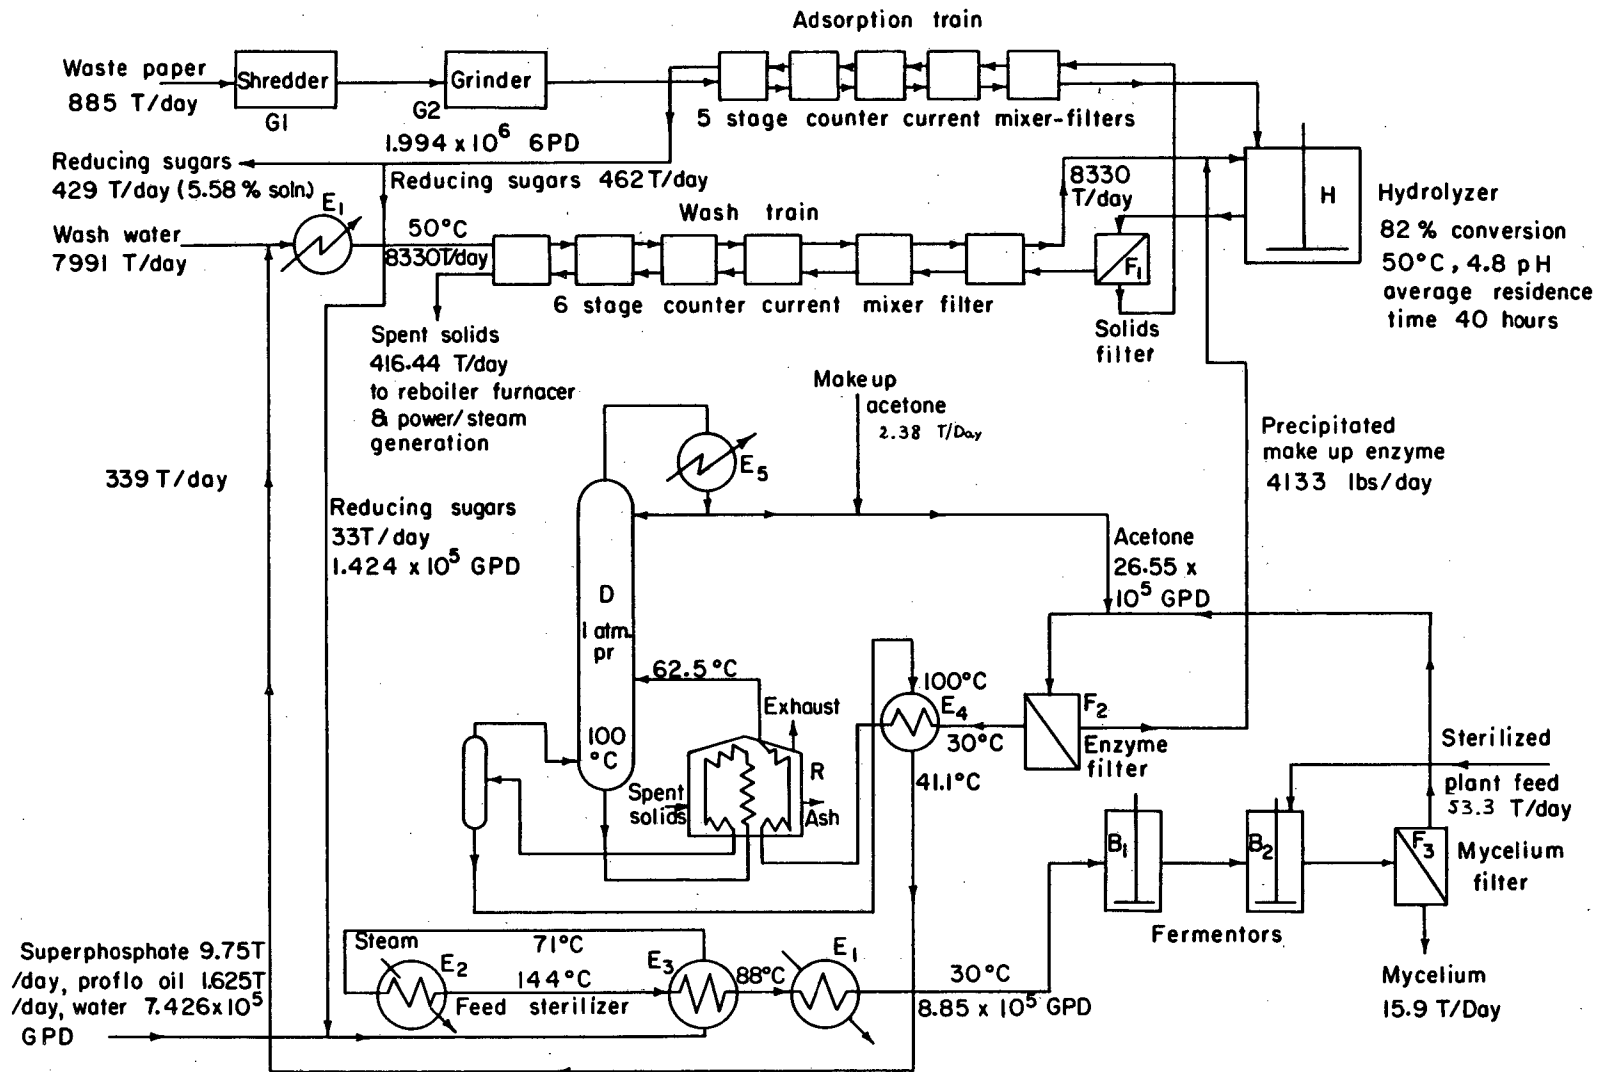 Adsorption train
Waste paper
885 T/day
Shredder
G1
Grinder
G2
5 stage counter current mixer-filters
1.994 x 10^6 6PD
Reducing sugars
429 T/day (5.58 % soln.)
Reducing sugars 462 T/day
E1
Wash water
7991 T/day
50°C
8330T/day
Wash train
6 stage counter current mixer filter
8330
T/day
F1
Solids
filter
H
Hydrolyzer
82 % conversion
50°C, 4.8 pH
average residence
time 40 hours
Spent solids
416.44 T/day
to reboiler furnacer
& power/steam
generation
Make up
acetone
2.38 T/Day
E5
339 T/day
Reducing sugars
33T/day
1.424 x 10^5 GPD
Precipitated
make up enzyme
4133 lbs/day
Acetone
26.55 x
10^5 GPD
D
1 atm.
pr
100
°C
62.5°C
Exhaust
R
Spent
solids
Ash
100°C
E4
30°C
41.1°C
F2
Enzyme
filter
Sterilized
plant feed
53.3 T/day
B1
B2
F3
Mycelium
filter
Fermentors
Mycelium
15.9 T/Day
Superphosphate 9.75T
/day, proflo oil 1.625T
/day, water 7.426x10^5
GPD
Steam
71°C
E2
144°C
Feed sterilizer
E3
88°C
E1
30°C
8.85 x 10^5 GPD